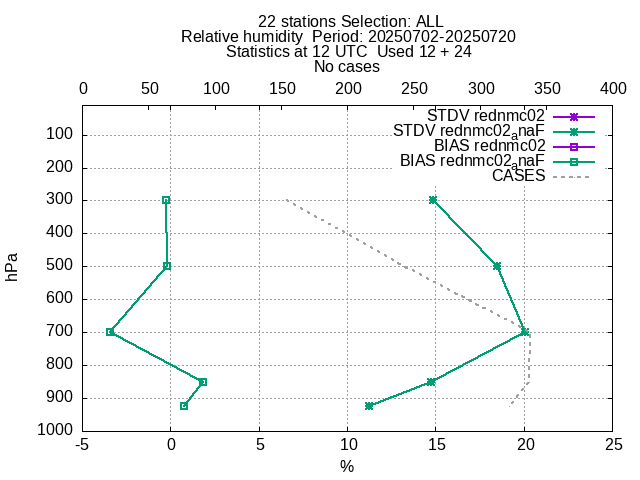 22 stations Selection: ALL
Relative humidity  Period: 20250702-20250720
Statistics at 12 UTC  Used 12 + 24
No cases
0 50 100 150 200 250 300 350 400
STDV rednmc02
STDV rednmc02anaF
BIAS rednmc02
BIAS rednmc02anaF
CASES
100
200
300
400
500
600
700
800
900
1000
hPa
-5 0 5 10 15 20 25
%